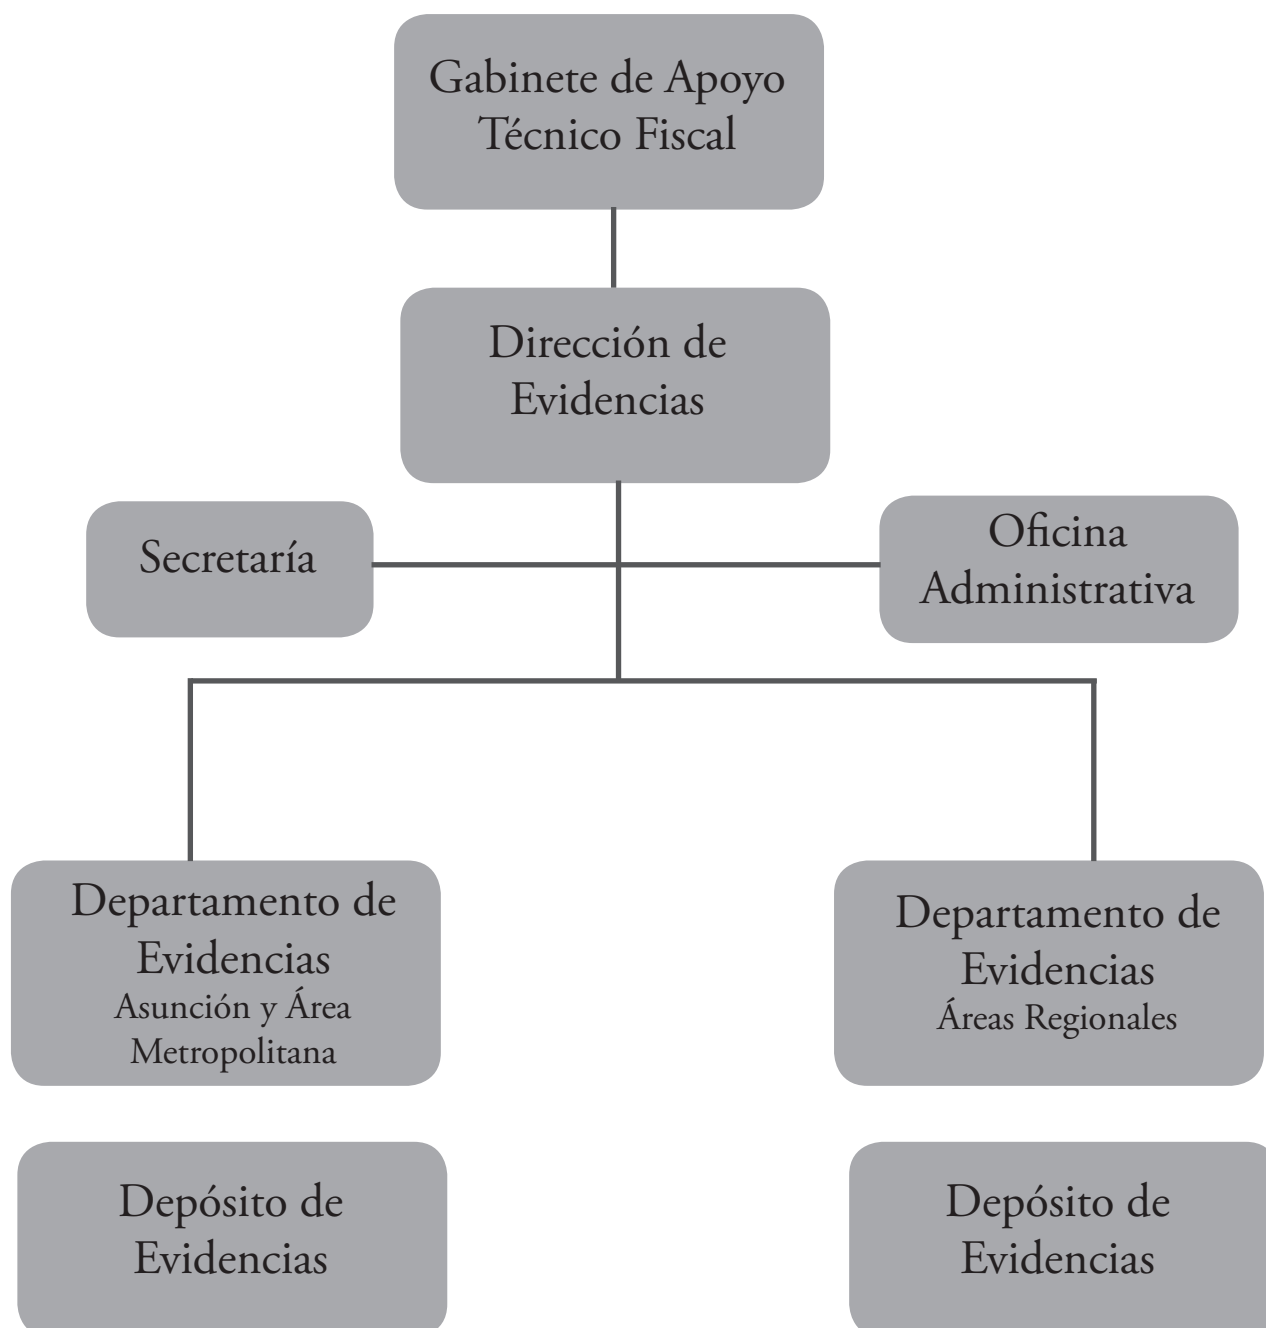 Gabinete de Apoyo
Técnico Fiscal
Dirección de
Evidencias
Secretaría
Oficina
Administrativa
Departamento de
Evidencias
Asunción y Área
Metropolitana
Departamento de
Evidencias
Áreas Regionales
Depósito de
Evidencias
Depósito de
Evidencias